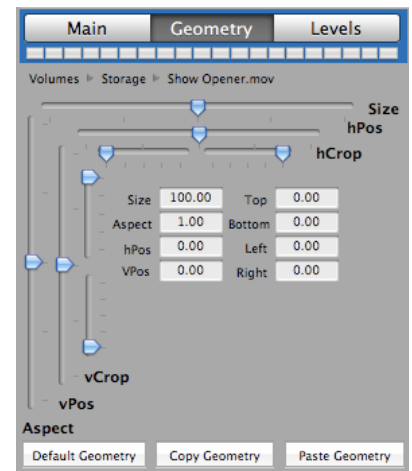 Main Geometry Levels
Volumes Storage Show Opener.mov
Size
hPos
hCrop
Size 100.00 Top 0.00
Aspect 1.00 Bottom 0.00
hPos 0.00 Left 0.00
VPos 0.00 Right 0.00
vCrop
vPos
Aspect
Default Geometry Copy Geometry Paste Geometry